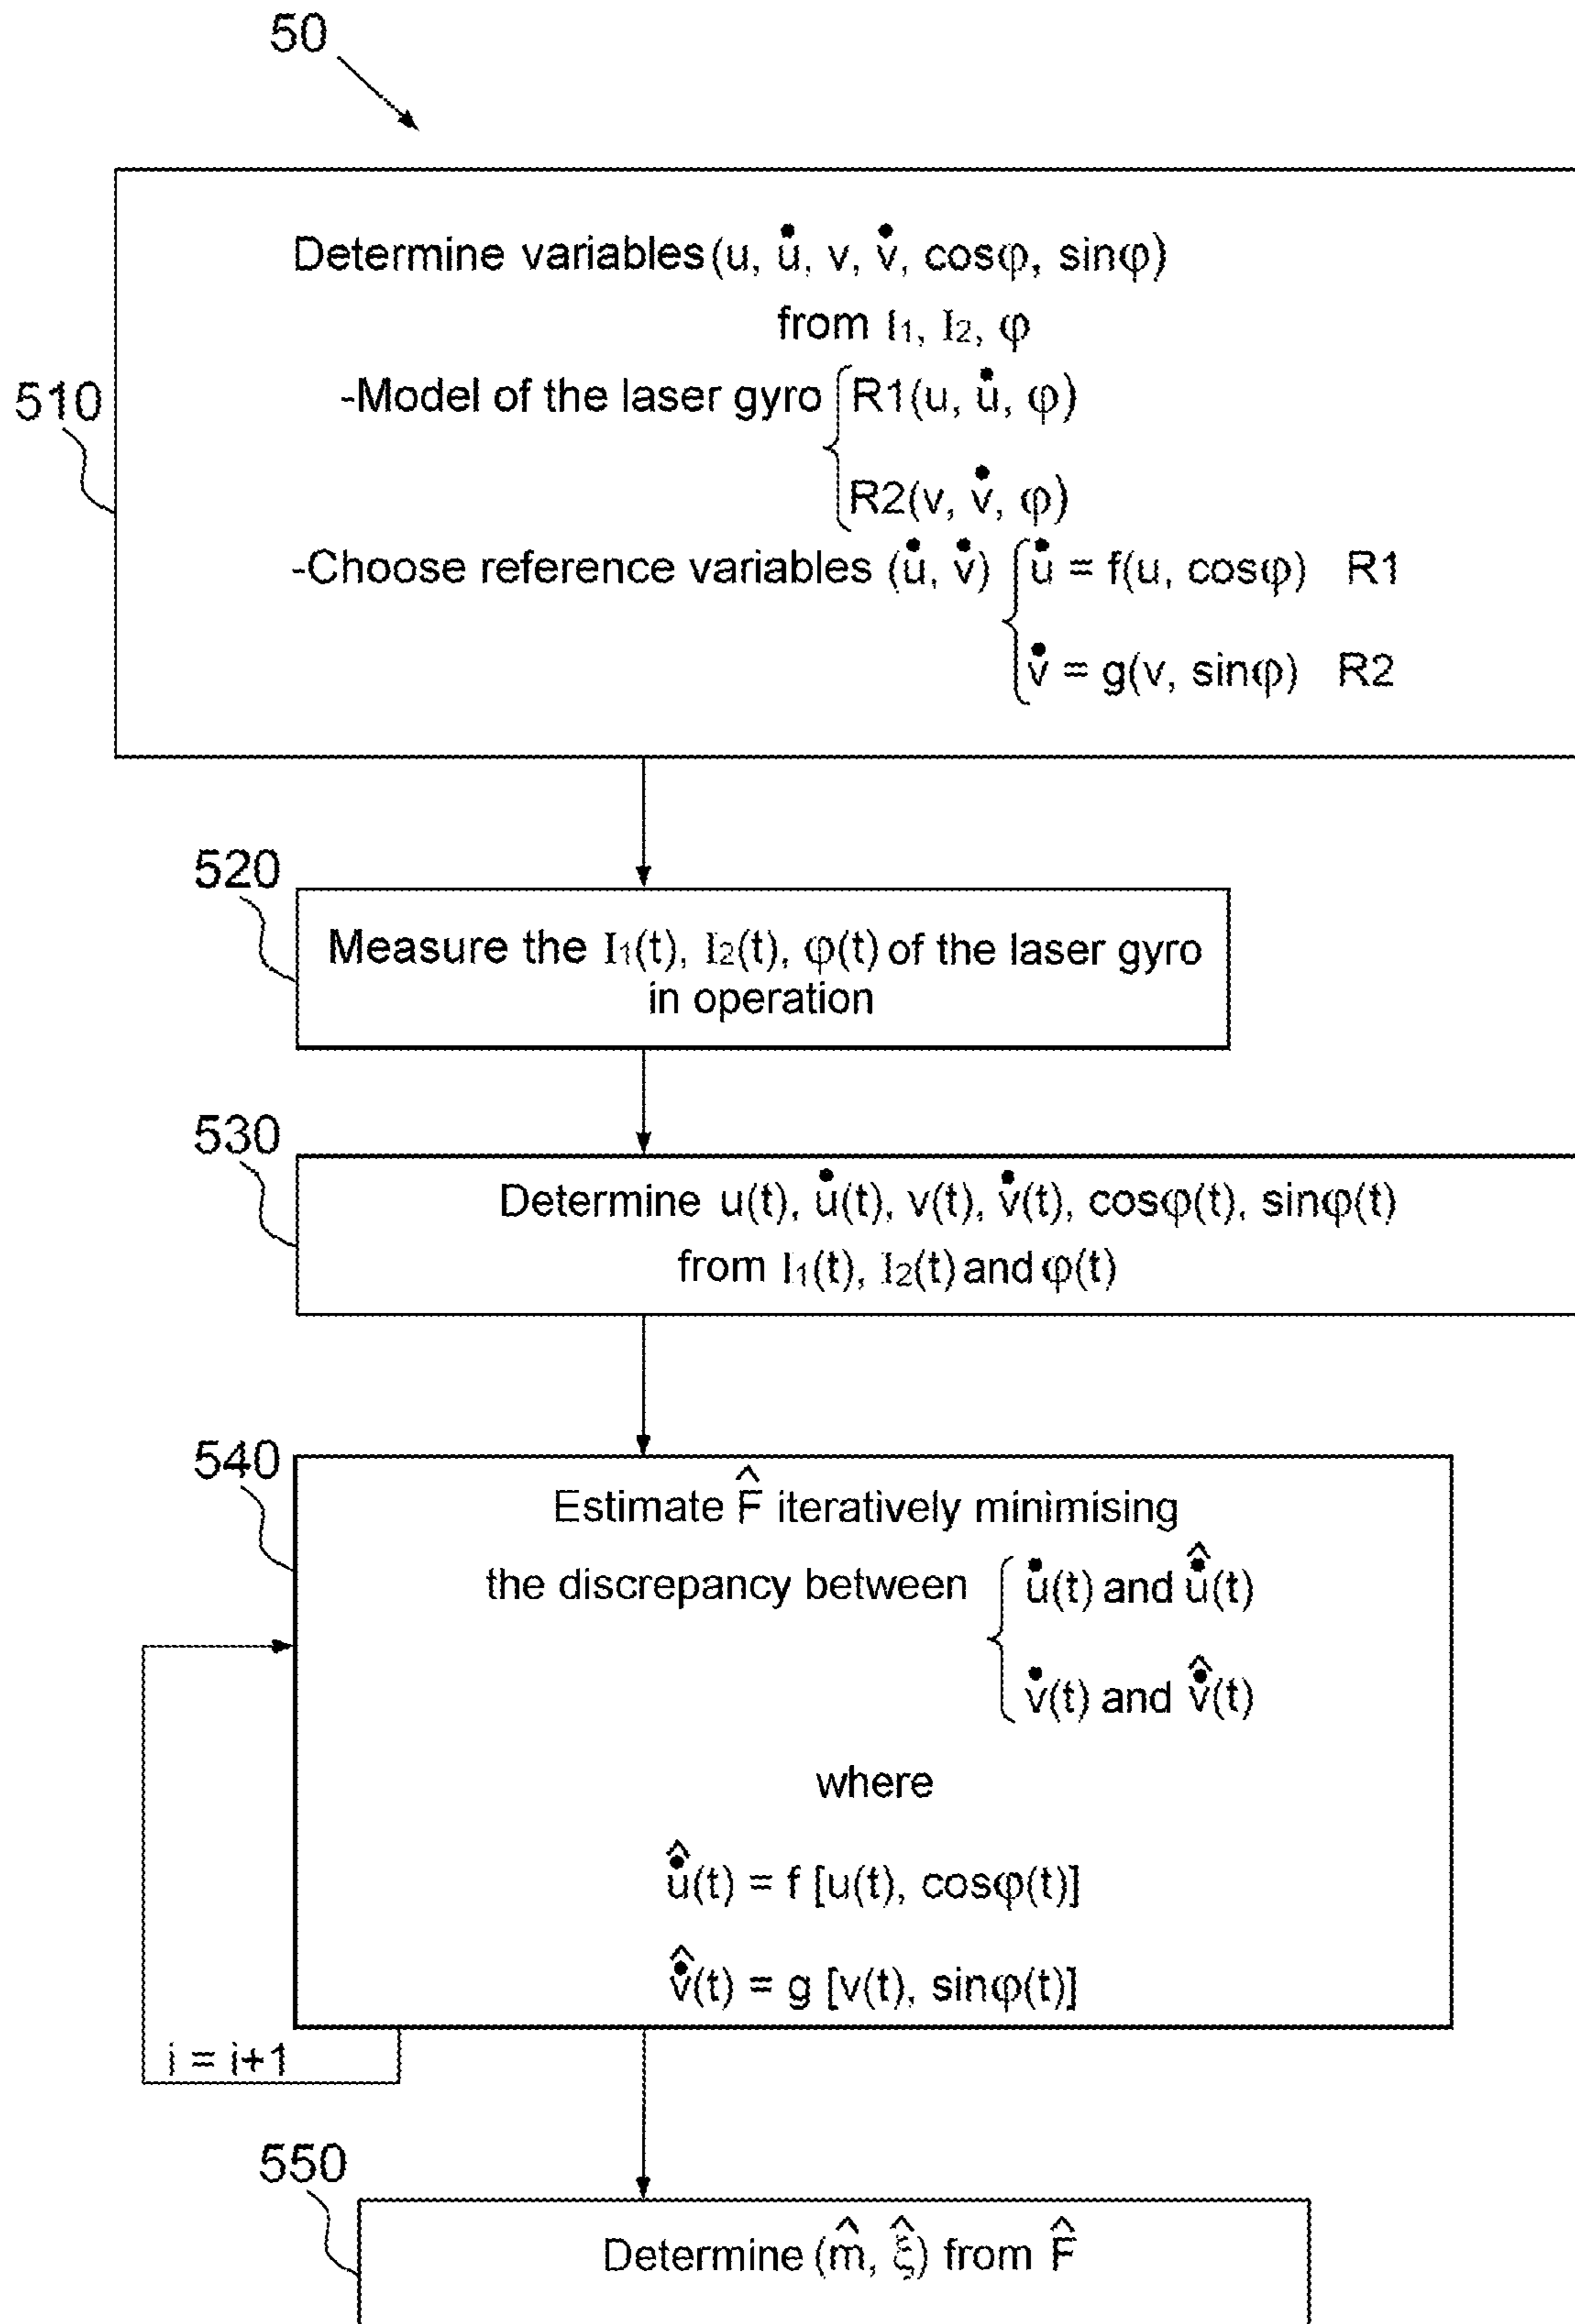 50
Determine variables (u, u̇, v, v̇, cosφ, sinφ)
from I₁, I₂, φ
510
-Model of the laser gyro { R1(u, u̇, φ)
R2(v, v̇, φ)
-Choose reference variables (u̇, v̇) { u̇ = f(u, cosφ) R1
v̇ = g(v, sinφ) R2
520
Measure the I₁(t), I₂(t), φ(t) of the laser gyro
in operation
530
Determine u(t), u̇(t), v(t), v̇(t), cosφ(t), sinφ(t)
from I₁(t), I₂(t) and φ(t)
540
Estimate F̂ iteratively minimising
the discrepancy between { u̇(t) and u̇̂(t)
v̇(t) and v̇̂(t)
where
u̇̂(t) = f [u(t), cosφ(t)]
v̇̂(t) = g [v(t), sinφ(t)]
i = i+1
550
Determine (m̂, ξ̂) from F̂